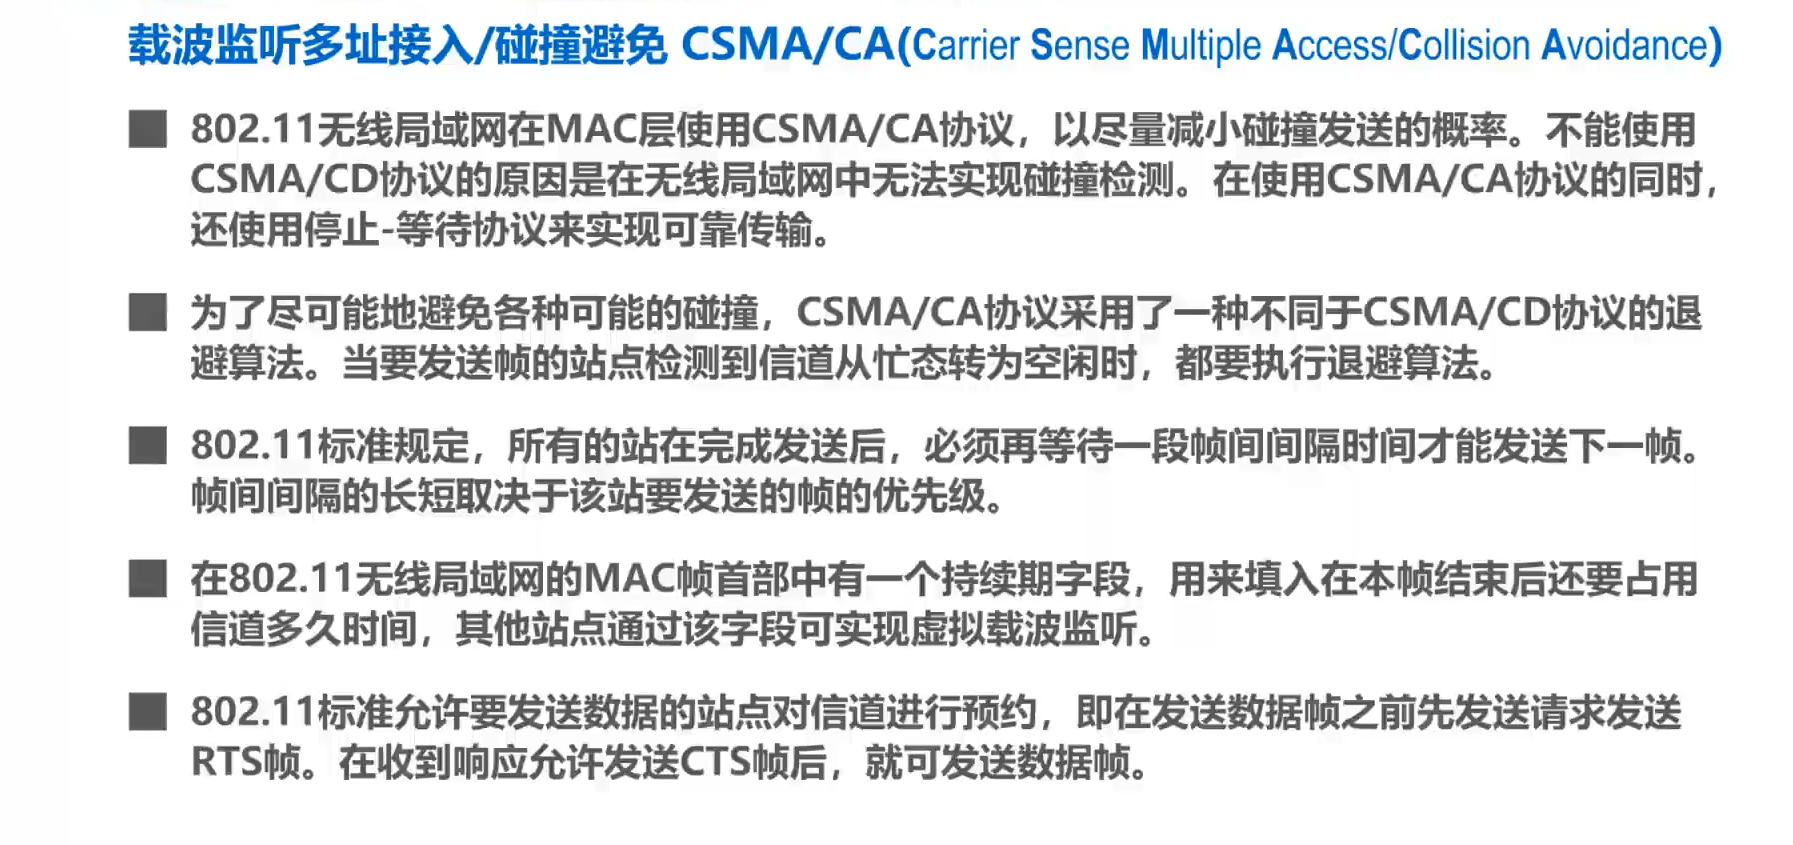 载波监听多址接入/碰撞避免 CSMA/CA(Carrier Sense Multiple Access/Collision Avoidance)
802.11无线局域网在MAC层使用CSMA/CA协议，以尽量减小碰撞发送的概率。不能使用
CSMA/CD协议的原因是在无线局域网中无法实现碰撞检测。在使用CSMA/CA协议的同时，
还使用停止-等待协议来实现可靠传输。
为了尽可能地避免各种可能的碰撞，CSMA/CA协议采用了一种不同于CSMA/CD协议的退
避算法。当要发送帧的站点检测到信道从忙态转为空闲时，都要执行退避算法。
802.11标准规定，所有的站在完成发送后，必须再等待一段帧间间隔时间才能发送下一帧。
帧间间隔的长短取决于该站要发送的帧的优先级。
在802.11无线局域网的MAC帧首部中有一个持续期字段，用来填入在本帧结束后还要占用
信道多久时间，其他站点通过该字段可实现虚拟载波监听。
802.11标准允许要发送数据的站点对信道进行预约，即在发送数据帧之前先发送请求发送
RTS帧。在收到响应允许发送CTS帧后，就可发送数据帧。